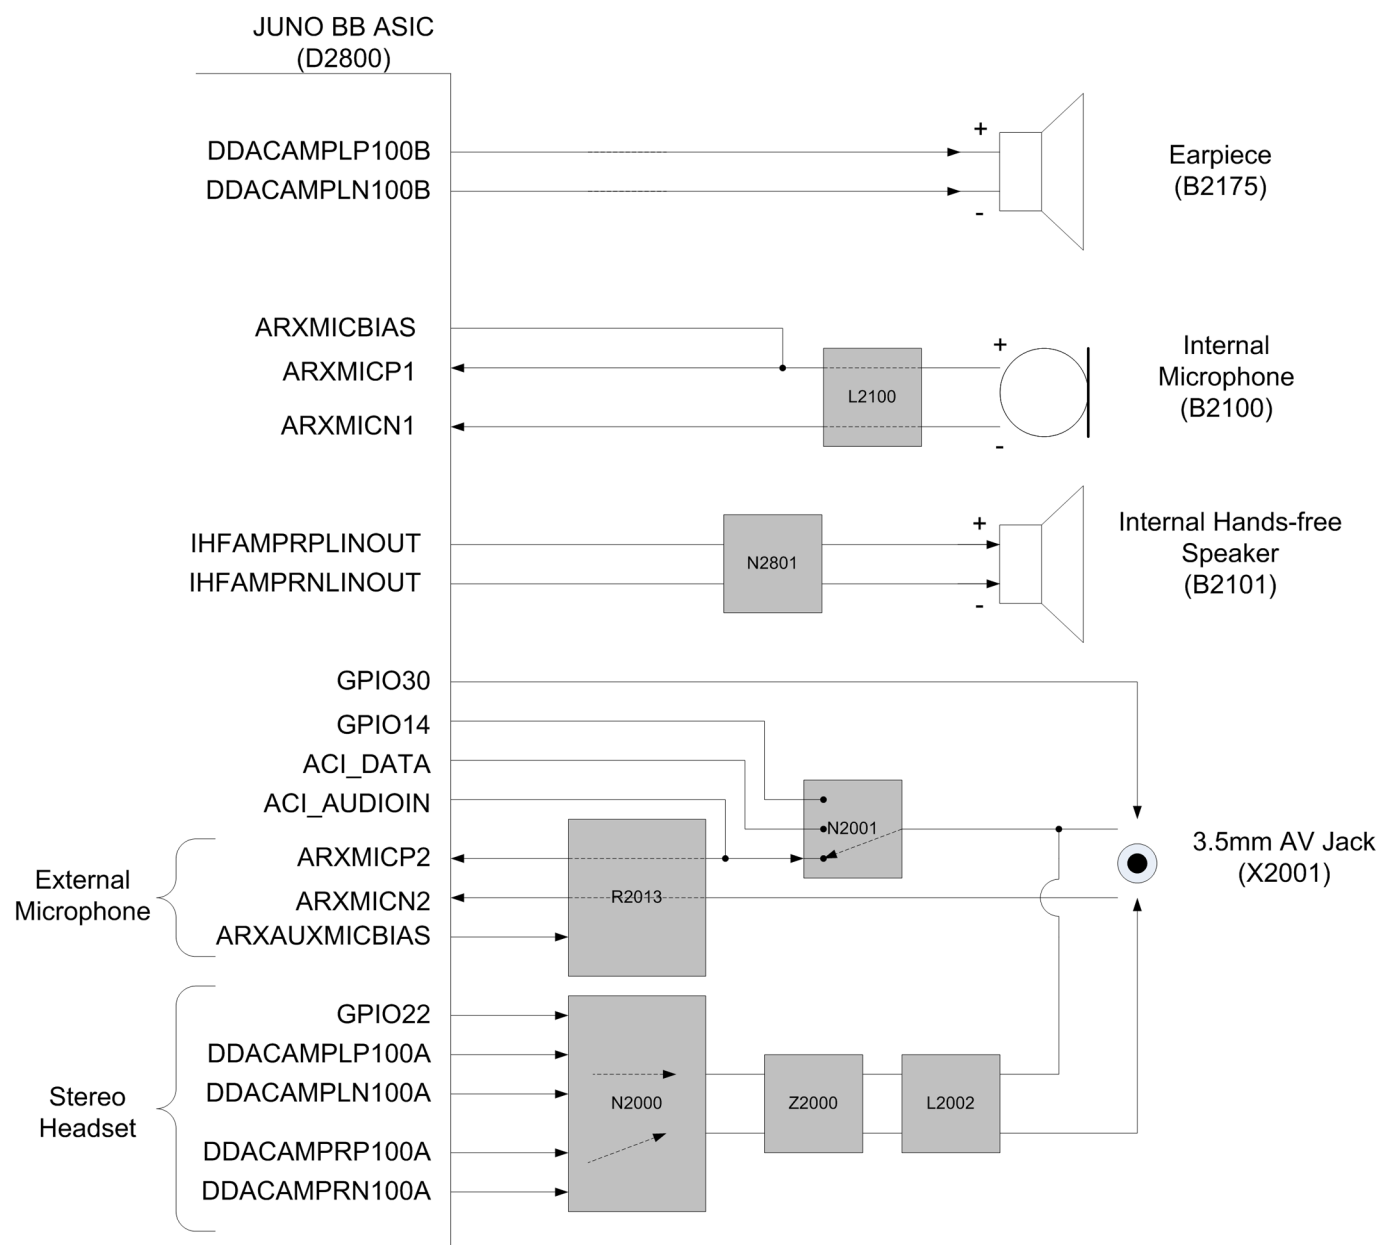 JUNO BB ASIC
(D2800)
DDACAMPLP100B
DDACAMPLN100B
+
-
Earpiece
(B2175)
ARXMICBIAS
ARXMICP1
ARXMICN1
L2100
+
-
Internal
Microphone
(B2100)
IHFAMPRPLINOUT
IHFAMPRNLINOUT
N2801
+
-
Internal Hands-free
Speaker
(B2101)
GPIO30
GPIO14
ACI_DATA
ACI_AUDIOIN
N2001
3.5mm AV Jack
(X2001)
External
Microphone
ARXMICP2
ARXMICN2
ARXAUXMICBIAS
R2013
Stereo
Headset
GPIO22
DDACAMPLP100A
DDACAMPLN100A
DDACAMPRP100A
DDACAMPRN100A
N2000
Z2000
L2002